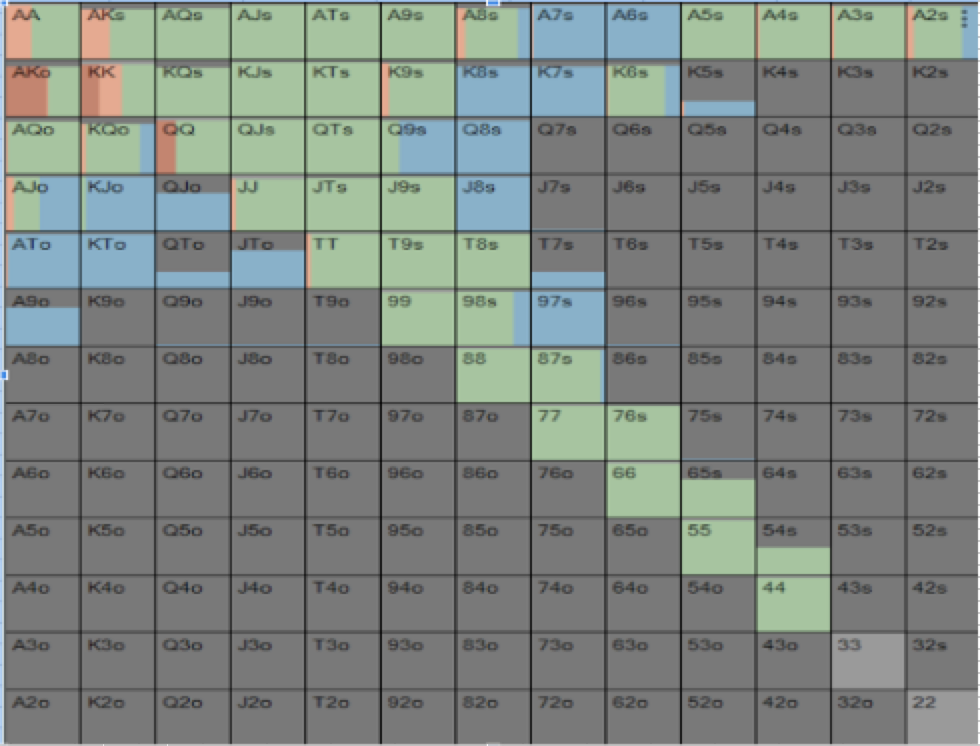 AA AKs AQs AJs ATs A9s A8s A7s A6s A5s A4s A3s A2s
AKo KK KQs KJs KTs K9s K8s K7s K6s K5s K4s K3s K2s
AQo KQo QQ QJs QTs Q9s Q8s Q7s Q6s Q5s Q4s Q3s Q2s
AJo KJo QJo JJ JTs J9s J8s J7s J6s J5s J4s J3s J2s
ATo KTo QTo JTo TT T9s T8s T7s T6s T5s T4s T3s T2s
A9o K9o Q9o J9o T9o 99 98s 97s 96s 95s 94s 93s 92s
A8o K8o Q8o J8o T8o 98o 88 87s 86s 85s 84s 83s 82s
A7o K7o Q7o J7o T7o 97o 87o 77 76s 75s 74s 73s 72s
A6o K6o Q6o J6o T6o 96o 86o 76o 66 65s 64s 63s 62s
A5o K5o Q5o J5o T5o 95o 85o 75o 65o 55 54s 53s 52s
A4o K4o Q4o J4o T4o 94o 84o 74o 64o 54o 44 43s 42s
A3o K3o Q3o J3o T3o 93o 83o 73o 63o 53o 43o 33 32s
A2o K2o Q2o J2o T2o 92o 82o 72o 62o 52o 42o 32o 22